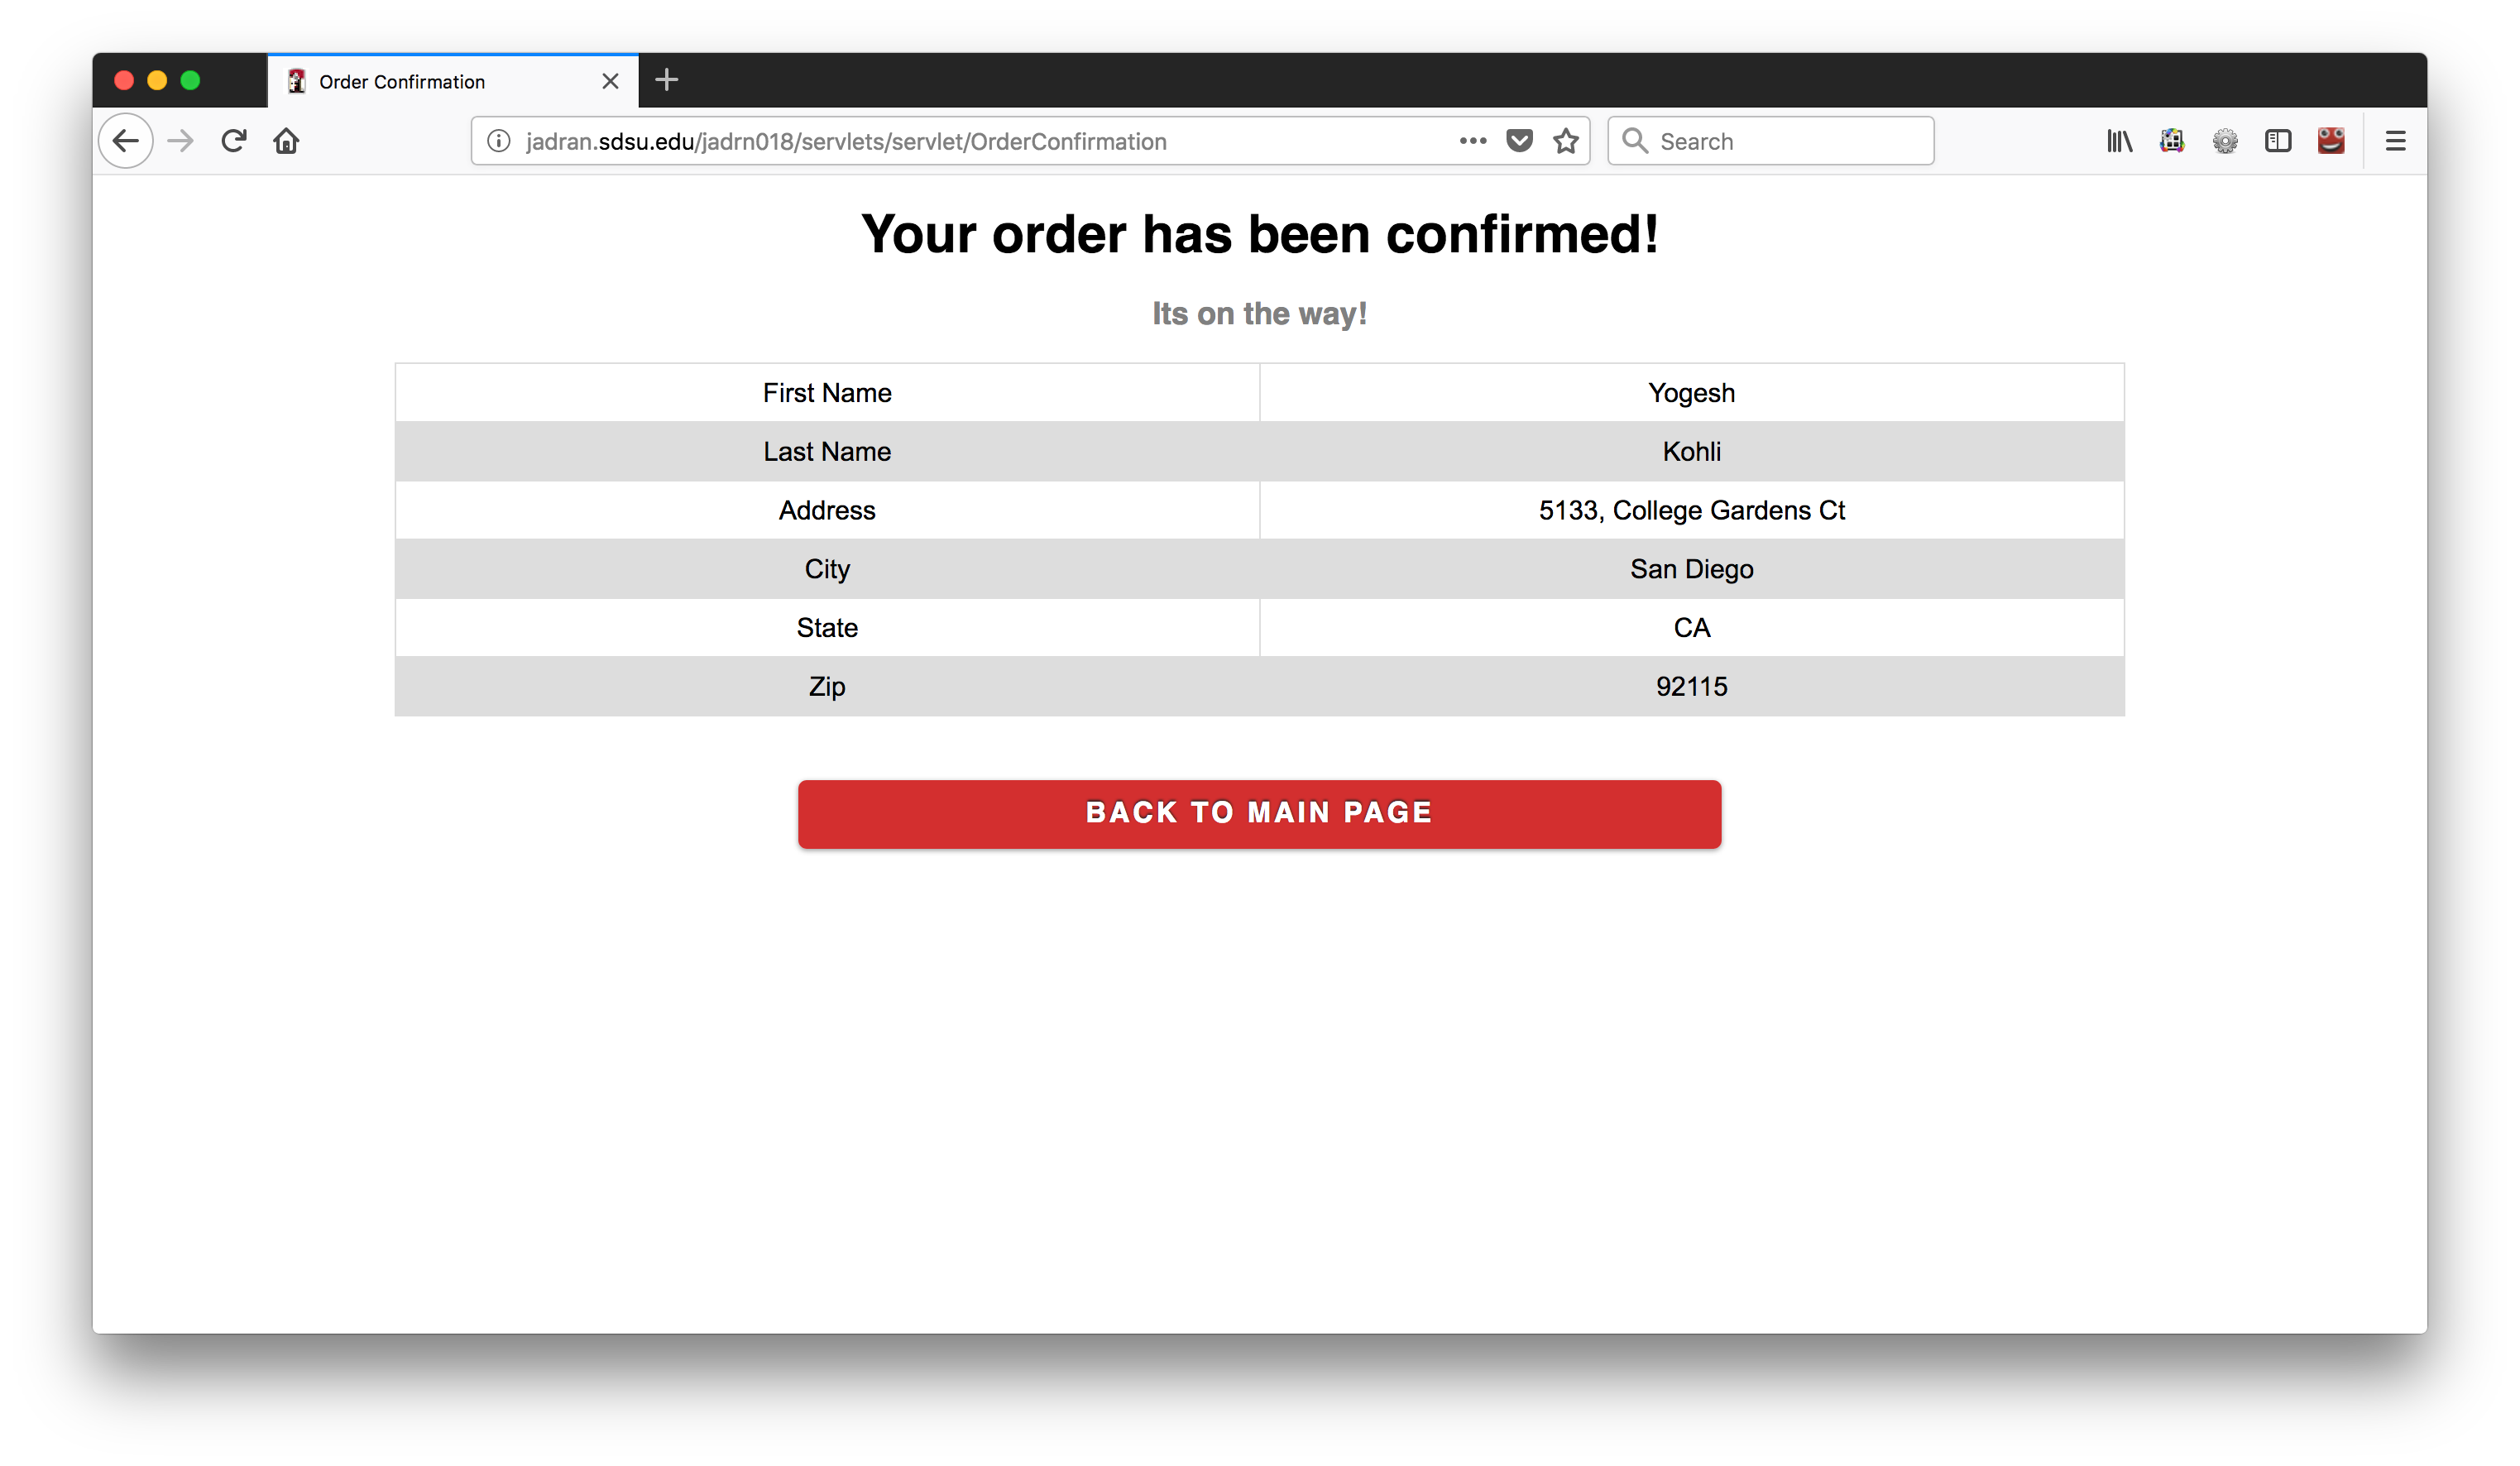 Order Confirmation
jadran.sdsu.edu/jadrn018/servlets/servlet/OrderConfirmation
Search
Your order has been confirmed!
Its on the way!
First Name Yogesh
Last Name Kohli
Address 5133, College Gardens Ct
City San Diego
State CA
Zip 92115
BACK TO MAIN PAGE